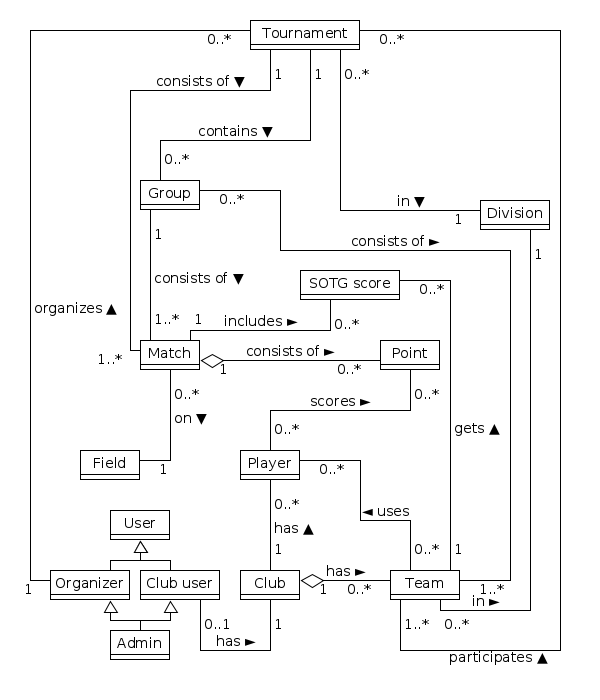 Tournament
0..*
0..*
1
1
0..*
consists of ▼
contains ▼
0..*
Group
0..*
in ▼
1
Division
1
consists of ►
1
consists of ▼
SOTG score
0..*
organizes ▲
1..*
1
includes ►
0..*
1..*
Match
1
consists of ►
0..*
Point
0..*
on ▼
0..*
scores ►
0..*
gets ▲
Field
1
Player
0..*
0..*
has ▲
◄ uses
User
1
0..*
1
1
Organizer
Club user
Club
1
has ►
0..*
Team
1..*
in ►
0..*
1..*
Admin
0..1
has ►
1
participates ▲